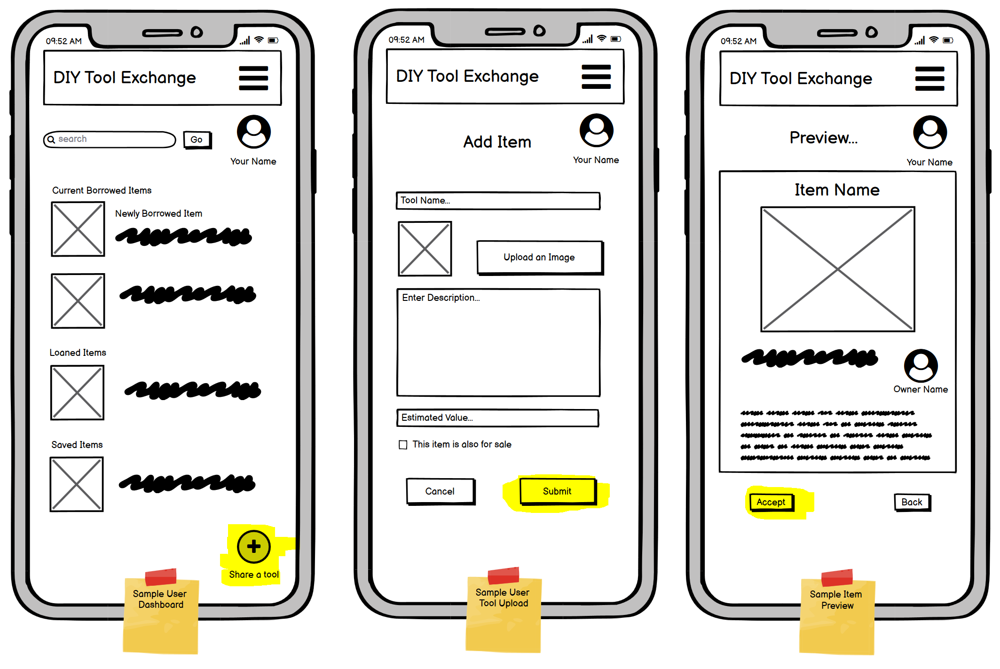 09:52 AM
DIY Tool Exchange
search
Go
Your Name
Current Borrowed Items
Newly Borrowed Item
Loaned Items
Saved Items
Share a tool
Sample User
Dashboard
09:52 AM
DIY Tool Exchange
Add Item
Your Name
Tool Name...
Upload an Image
Enter Description...
Estimated Value...
This item is also for sale
Cancel
Submit
Sample User
Tool Upload
09:52 AM
DIY Tool Exchange
Preview...
Your Name
Item Name
Owner Name
Accept
Back
Sample Item
Preview